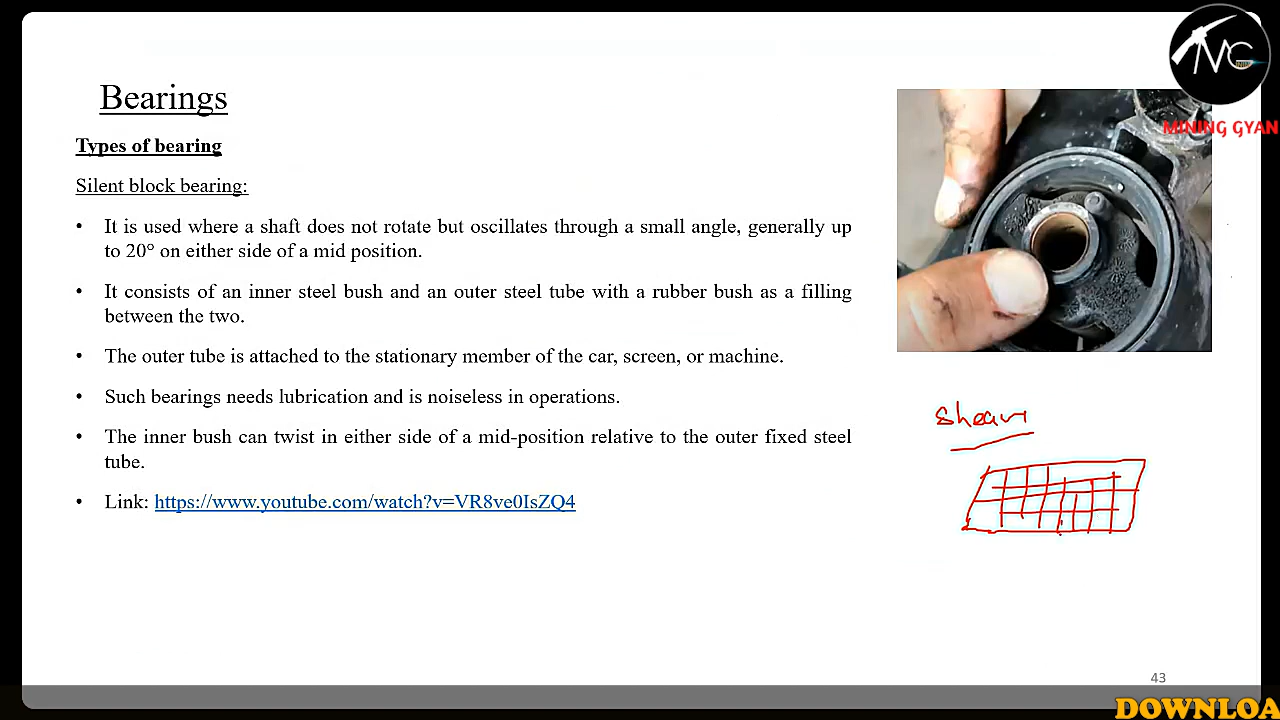 Bearings
Types of bearing
Silent block bearing:
• It is used where a shaft does not rotate but oscillates through a small angle, generally up
to 20° on either side of a mid position.
• It consists of an inner steel bush and an outer steel tube with a rubber bush as a filling
between the two.
• The outer tube is attached to the stationary member of the car, screen, or machine.
• Such bearings needs lubrication and is noiseless in operations.
• The inner bush can twist in either side of a mid-position relative to the outer fixed steel
tube.
• Link: https://www.youtube.com/watch?v=VR8ve0IsZQ4
MG
MINING GYAN
43
DOWNLOA